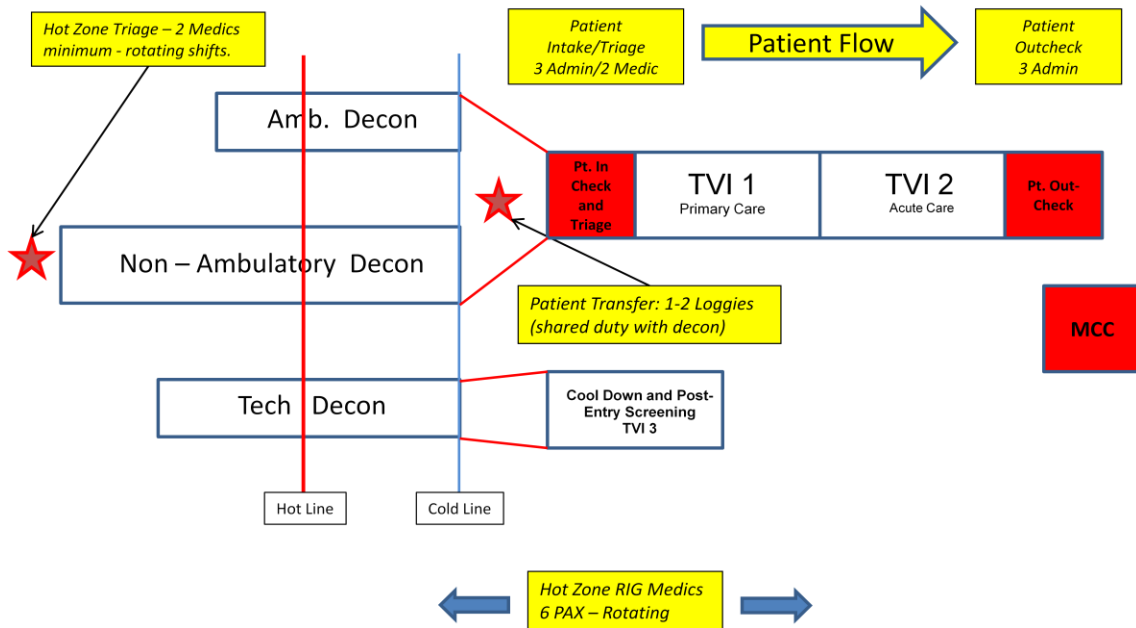 Hot Zone Triage – 2 Medics
minimum - rotating shifts.
Patient
Intake/Triage
3 Admin/2 Medic
Patient Flow
Patient
Outcheck
3 Admin
Amb. Decon
Pt. In
Check
and
Triage
TVI 1
Primary Care
TVI 2
Acute Care
Pt. Out-
Check
Non – Ambulatory Decon
Patient Transfer: 1-2 Loggies
(shared duty with decon)
MCC
Tech Decon
Cool Down and Post-
Entry Screening
TVI 3
Hot Line
Cold Line
Hot Zone RIG Medics
6 PAX – Rotating